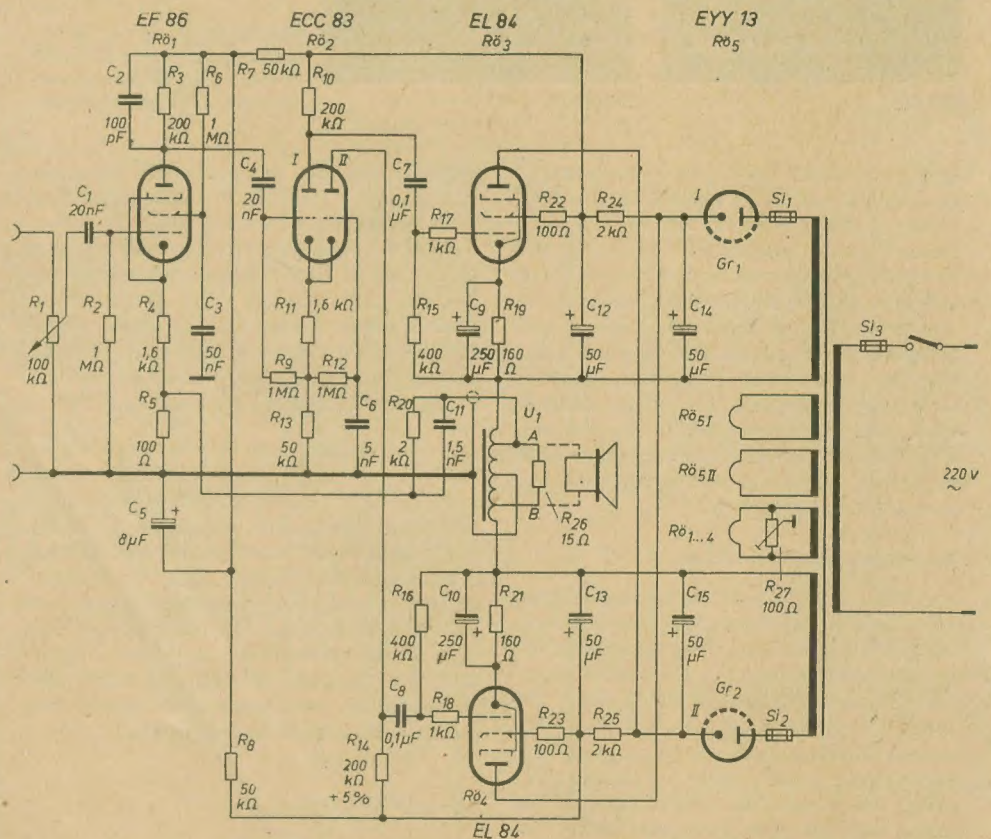 EF 86
Rö1
ECC 83
Rö2
EL 84
Rö3
EYY 13
Rö5
C2
100 pF
R3
200 kΩ
R6
1 MΩ
R7
50 kΩ
R10
200 kΩ
C1
20nF
C4
20 nF
I
II
C7
0,1 µF
R17
1kΩ
R22
100Ω
R24
2 kΩ
I
Si1
Gr1
R1
100 kΩ
R2
1 MΩ
R4
1,6 kΩ
C3
50 nF
R11
1,6 kΩ
R9
1MΩ
R12
1MΩ
R15
400 kΩ
C9
250 µF
R19
160 Ω
C12
50 µF
C14
50 µF
Si3
R5
100 Ω
R13
50 kΩ
C6
5 nF
R20
2 kΩ
C11
1,5 nF
Ü1
A
B
R26
15 Ω
Rö5I
Rö5II
Rö1...4
R27
100 Ω
220 V
~
C5
8µF
R16
400 kΩ
C10
250 µF
R21
160 Ω
C13
50 µF
C15
50 µF
C8
0,1µF
R18
1kΩ
R23
100Ω
R25
2 kΩ
II
Gr2
Si2
R8
50 kΩ
R14
200 kΩ
+5%
Rö4
EL 84